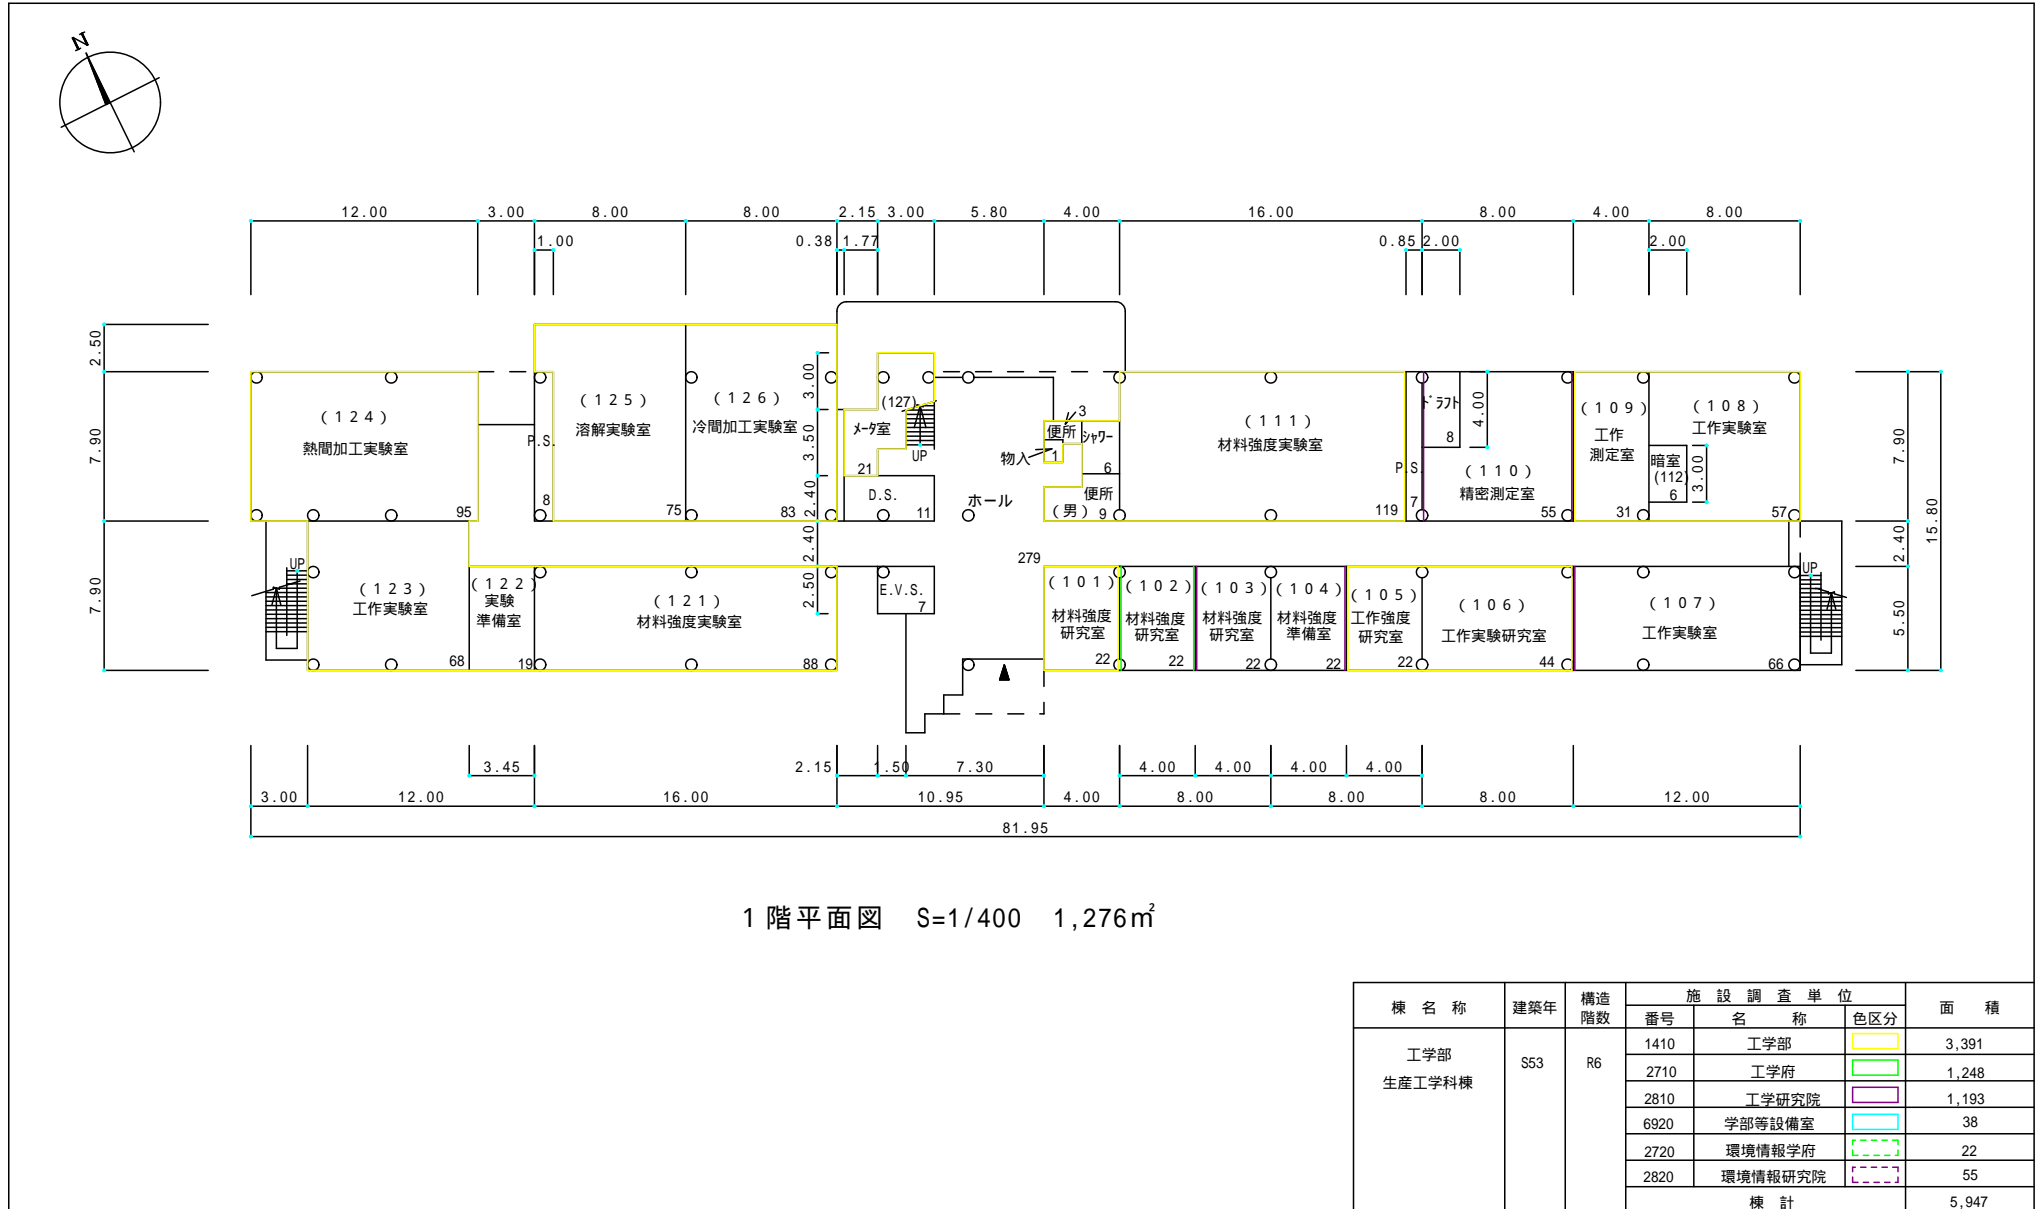 N
12.00 3.00 8.00 8.00 2.15 3.00 5.80 4.00 16.00 8.00 4.00 8.00
1.00 0.38 1.77 0.85 2.00 2.00
2.50
7.90
7.90
3.00
3.50
2.40
2.40
2.50
4.00
3.00
7.90
2.40
5.50
15.80
(124)
熱間加工実験室
95
P.S.
8
(125)
溶解実験室
75
(126)
冷間加工実験室
83
(127)
メータ室
21
UP
D.S.
11
ホール
279
3
便所
シャワー
物入
1
6
便所
(男)
9
(111)
材料強度実験室
119
P.S.
7
ドラフト
8
(110)
精密測定室
55
(109)
工作
測定室
31
(108)
工作実験室
暗室
(112)
6
57
UP
(123)
工作実験室
68
(122)
実験
準備室
19
(121)
材料強度実験室
88
E.V.S.
7
(101)
材料強度
研究室
22
(102)
材料強度
研究室
22
(103)
材料強度
研究室
22
(104)
材料強度
準備室
22
(105)
工作強度
研究室
22
(106)
工作実験研究室
44
(107)
工作実験室
66
UP
3.45 2.15 1.50 7.30 4.00 4.00 4.00 4.00
3.00 12.00 16.00 10.95 4.00 8.00 8.00 8.00 12.00
81.95
1階平面図 S=1/400 1,276㎡
棟名称 建築年 構造階数 施設調査単位 面積
番号 名称 色区分
工学部
生産工学科棟
S53 R6
1410 工学部 3,391
2710 工学府 1,248
2810 工学研究院 1,193
6920 学部等設備室 38
2720 環境情報学府 22
2820 環境情報研究院 55
棟計 5,947